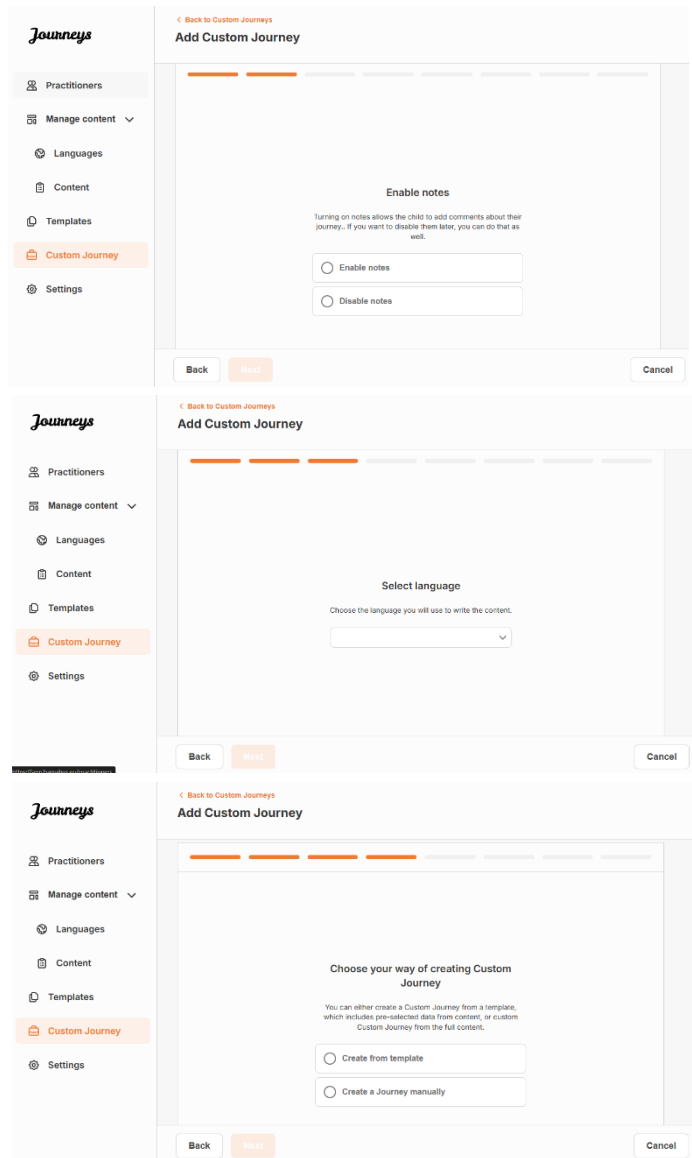 Journeys
< Back to Custom Journeys
Add Custom Journey
Practitioners
Manage content
Languages
Content
Templates
Custom Journey
Settings
Enable notes
Turning on notes allows the child to add comments about their
journey.. If you want to disable them later, you can do that as
well.
Enable notes
Disable notes
Back
Next
Cancel
Journeys
< Back to Custom Journeys
Add Custom Journey
Practitioners
Manage content
Languages
Content
Templates
Custom Journey
Settings
Select language
Choose the language you will use to write the content.
Back
Next
Cancel
Journeys
< Back to Custom Journeys
Add Custom Journey
Practitioners
Manage content
Languages
Content
Templates
Custom Journey
Settings
Choose your way of creating Custom
Journey
You can either create a Custom Journey from a template,
which includes pre-selected data from content, or custom
Custom Journey from the full content.
Create from template
Create a Journey manually
Back
Next
Cancel